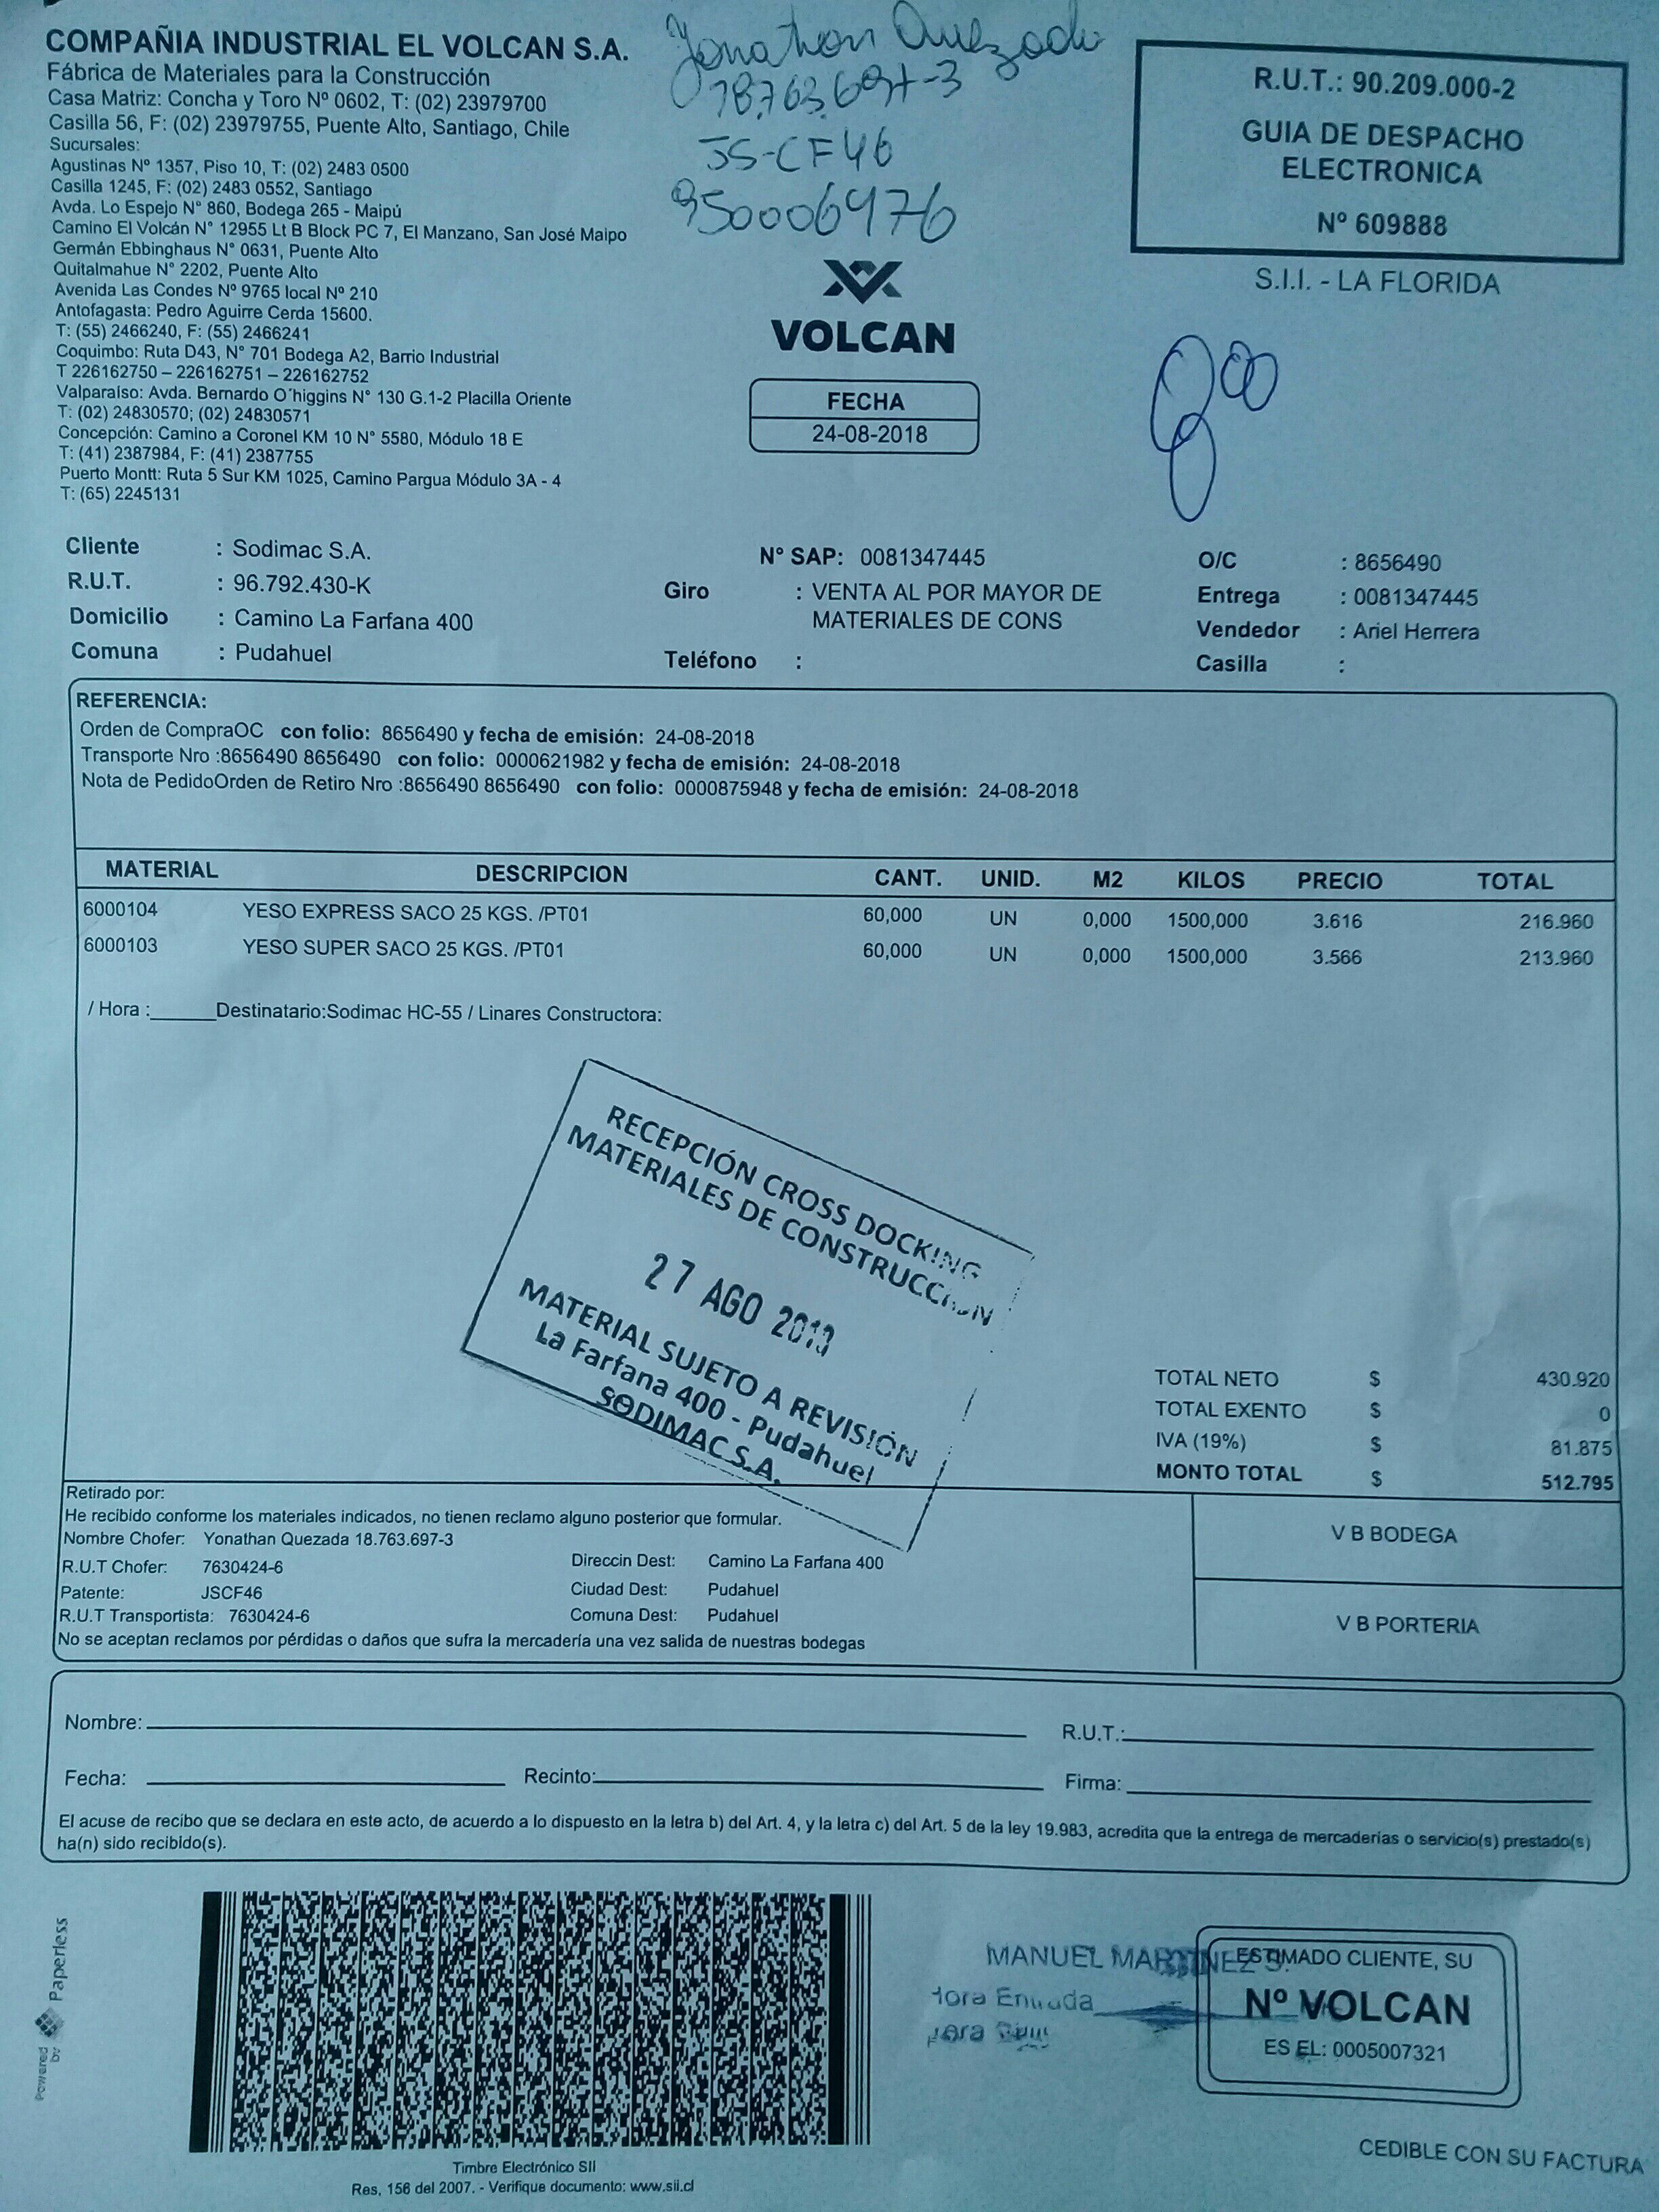 COMPAÑIA INDUSTRIAL EL VOLCAN S.A.
Fábrica de Materiales para la Construcción
Casa Matriz: Concha y Toro Nº 0602, T: (02) 23979700
Casilla 56, F: (02) 23979755, Puente Alto, Santiago, Chile
Sucursales:
Agustinas Nº 1357, Piso 10, T: (02) 2483 0500
Casilla 1245, F: (02) 2483 0552, Santiago
Avda. Lo Espejo N° 860, Bodega 265 - Maipú
Camino El Volcán N° 12955 Lt B Block PC 7, El Manzano, San José Maipo
Germán Ebbinghaus N° 0631, Puente Alto
Quitalmahue N° 2202, Puente Alto
Avenida Las Condes Nº 9765 local Nº 210
Antofagasta: Pedro Aguirre Cerda 15600.
T: (55) 2466240, F: (55) 2466241
Coquimbo: Ruta D43, N° 701 Bodega A2, Barrio Industrial
T 226162750 – 226162751 – 226162752
Valparaíso: Avda. Bernardo O´higgins N° 130 G.1-2 Placilla Oriente
T: (02) 24830570; (02) 24830571
Concepción: Camino a Coronel KM 10 N° 5580, Módulo 18 E
T: (41) 2387984, F: (41) 2387755
Puerto Montt: Ruta 5 Sur KM 1025, Camino Pargua Módulo 3A - 4
T: (65) 2245131
Yonathan Quezada
18.763.697-3
JS-CF46
950006976
VOLCAN
FECHA
24-08-2018
R.U.T.: 90.209.000-2
GUIA DE DESPACHO
ELECTRONICA
Nº 609888
S.I.I. - LA FLORIDA
Cliente : Sodimac S.A.
R.U.T. : 96.792.430-K
Domicilio : Camino La Farfana 400
Comuna : Pudahuel
N° SAP: 0081347445
Giro : VENTA AL POR MAYOR DE
MATERIALES DE CONS
Teléfono :
O/C : 8656490
Entrega : 0081347445
Vendedor : Ariel Herrera
Casilla :
REFERENCIA:
Orden de CompraOC con folio: 8656490 y fecha de emisión: 24-08-2018
Transporte Nro :8656490 8656490 con folio: 0000621982 y fecha de emisión: 24-08-2018
Nota de PedidoOrden de Retiro Nro :8656490 8656490 con folio: 0000875948 y fecha de emisión: 24-08-2018
MATERIAL DESCRIPCION CANT. UNID. M2 KILOS PRECIO TOTAL
6000104 YESO EXPRESS SACO 25 KGS. /PT01 60,000 UN 0,000 1500,000 3.616 216.960
6000103 YESO SUPER SACO 25 KGS. /PT01 60,000 UN 0,000 1500,000 3.566 213.960
/ Hora :______Destinatario:Sodimac HC-55 / Linares Constructora:
RECEPCIÓN CROSS DOCKING
MATERIALES DE CONSTRUCCIÓN
27 AGO 2018
MATERIAL SUJETO A REVISIÓN
La Farfana 400 - Pudahuel
SODIMAC S.A.
TOTAL NETO $ 430.920
TOTAL EXENTO $ 0
IVA (19%) $ 81.875
MONTO TOTAL $ 512.795
Retirado por:
He recibido conforme los materiales indicados, no tienen reclamo alguno posterior que formular.
Nombre Chofer: Yonathan Quezada 18.763.697-3
R.U.T Chofer: 7630424-6 Direccin Dest: Camino La Farfana 400
Patente: JSCF46 Ciudad Dest: Pudahuel
R.U.T Transportista: 7630424-6 Comuna Dest: Pudahuel
No se aceptan reclamos por pérdidas o daños que sufra la mercadería una vez salida de nuestras bodegas
V B BODEGA
V B PORTERIA
Nombre: R.U.T.:
Fecha: Recinto: Firma:
El acuse de recibo que se declara en este acto, de acuerdo a lo dispuesto en la letra b) del Art. 4, y la letra c) del Art. 5 de la ley 19.983, acredita que la entrega de mercaderías o servicio(s) prestado(s)
ha(n) sido recibido(s).
Powered by Paperless
Timbre Electrónico SII
Res. 156 del 2007. - Verifique documento: www.sii.cl
MANUEL MARTINEZ S.
Hora Entrada
Hora
ESTIMADO CLIENTE, SU
Nº VOLCAN
ES EL: 0005007321
CEDIBLE CON SU FACTURA